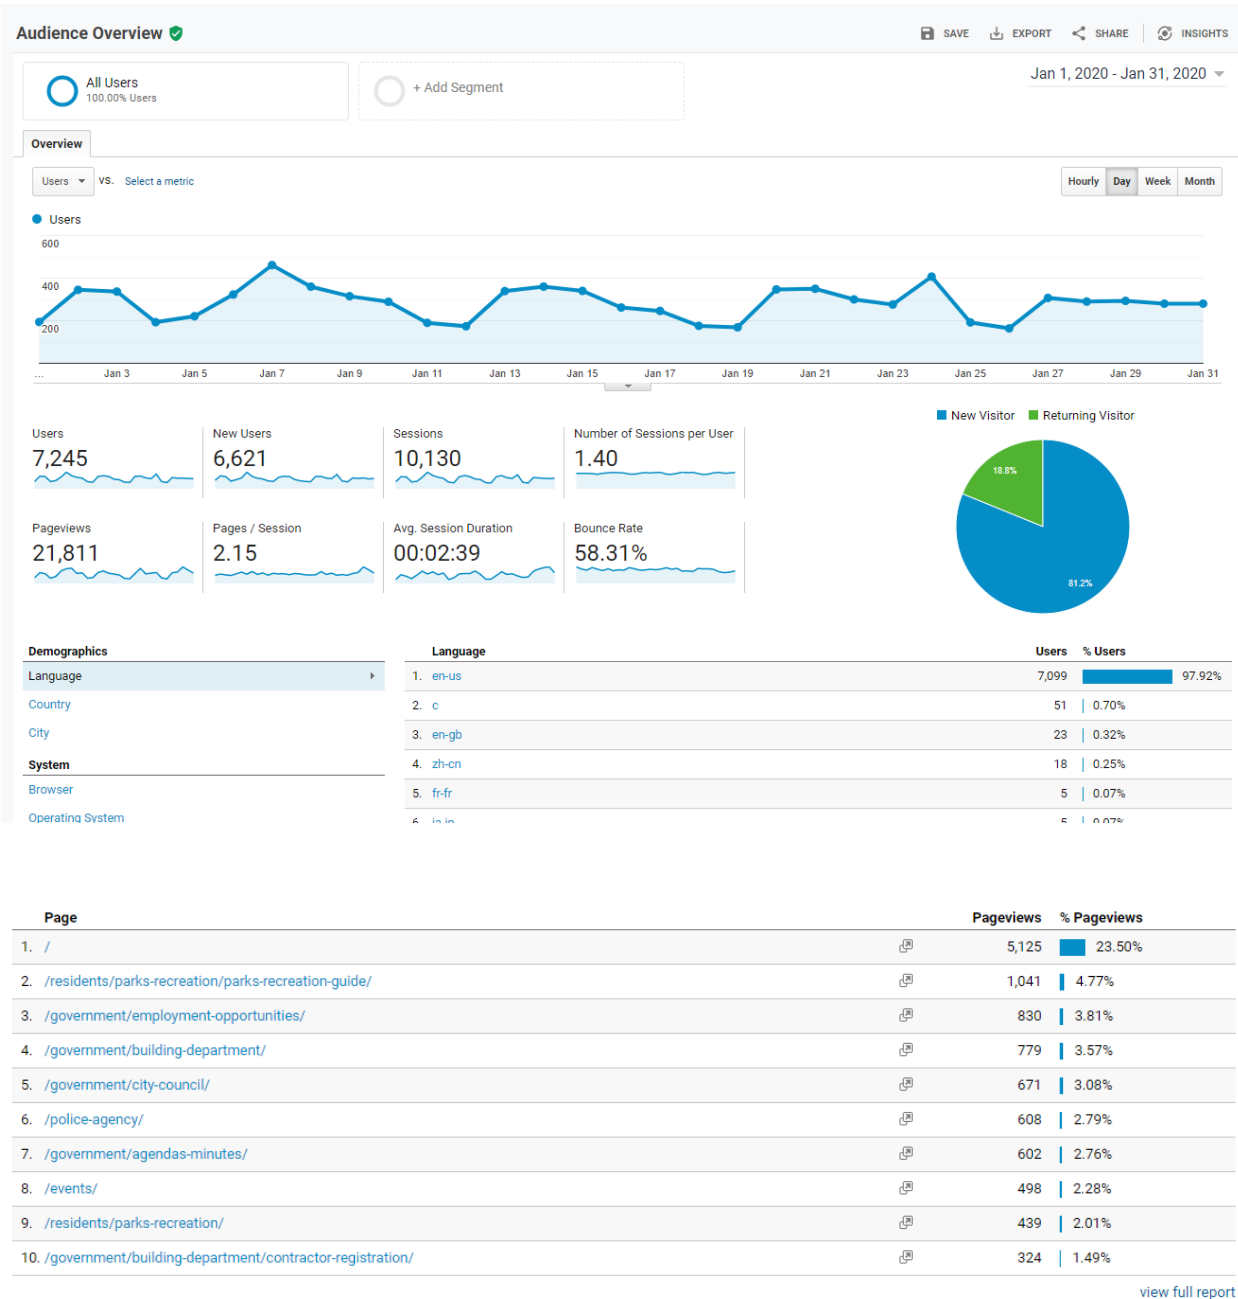 Audience Overview
SAVE EXPORT SHARE INSIGHTS
All Users
100.00% Users
+ Add Segment
Jan 1, 2020 - Jan 31, 2020
Overview
Users VS. Select a metric
Hourly Day Week Month
Users
600
400
200
... Jan 3 Jan 5 Jan 7 Jan 9 Jan 11 Jan 13 Jan 15 Jan 17 Jan 19 Jan 21 Jan 23 Jan 25 Jan 27 Jan 29 Jan 31
New Visitor Returning Visitor
18.8%
81.2%
Users New Users Sessions Number of Sessions per User
7,245 6,621 10,130 1.40
Pageviews Pages / Session Avg. Session Duration Bounce Rate
21,811 2.15 00:02:39 58.31%
Demographics
Language
Country
City
System
Browser
Operating System
Language Users % Users
1. en-us 7,099 97.92%
2. c 51 0.70%
3. en-gb 23 0.32%
4. zh-cn 18 0.25%
5. fr-fr 5 0.07%
6. ja-jp 5 0.07%
Page Pageviews % Pageviews
1. / 5,125 23.50%
2. /residents/parks-recreation/parks-recreation-guide/ 1,041 4.77%
3. /government/employment-opportunities/ 830 3.81%
4. /government/building-department/ 779 3.57%
5. /government/city-council/ 671 3.08%
6. /police-agency/ 608 2.79%
7. /government/agendas-minutes/ 602 2.76%
8. /events/ 498 2.28%
9. /residents/parks-recreation/ 439 2.01%
10. /government/building-department/contractor-registration/ 324 1.49%
view full report